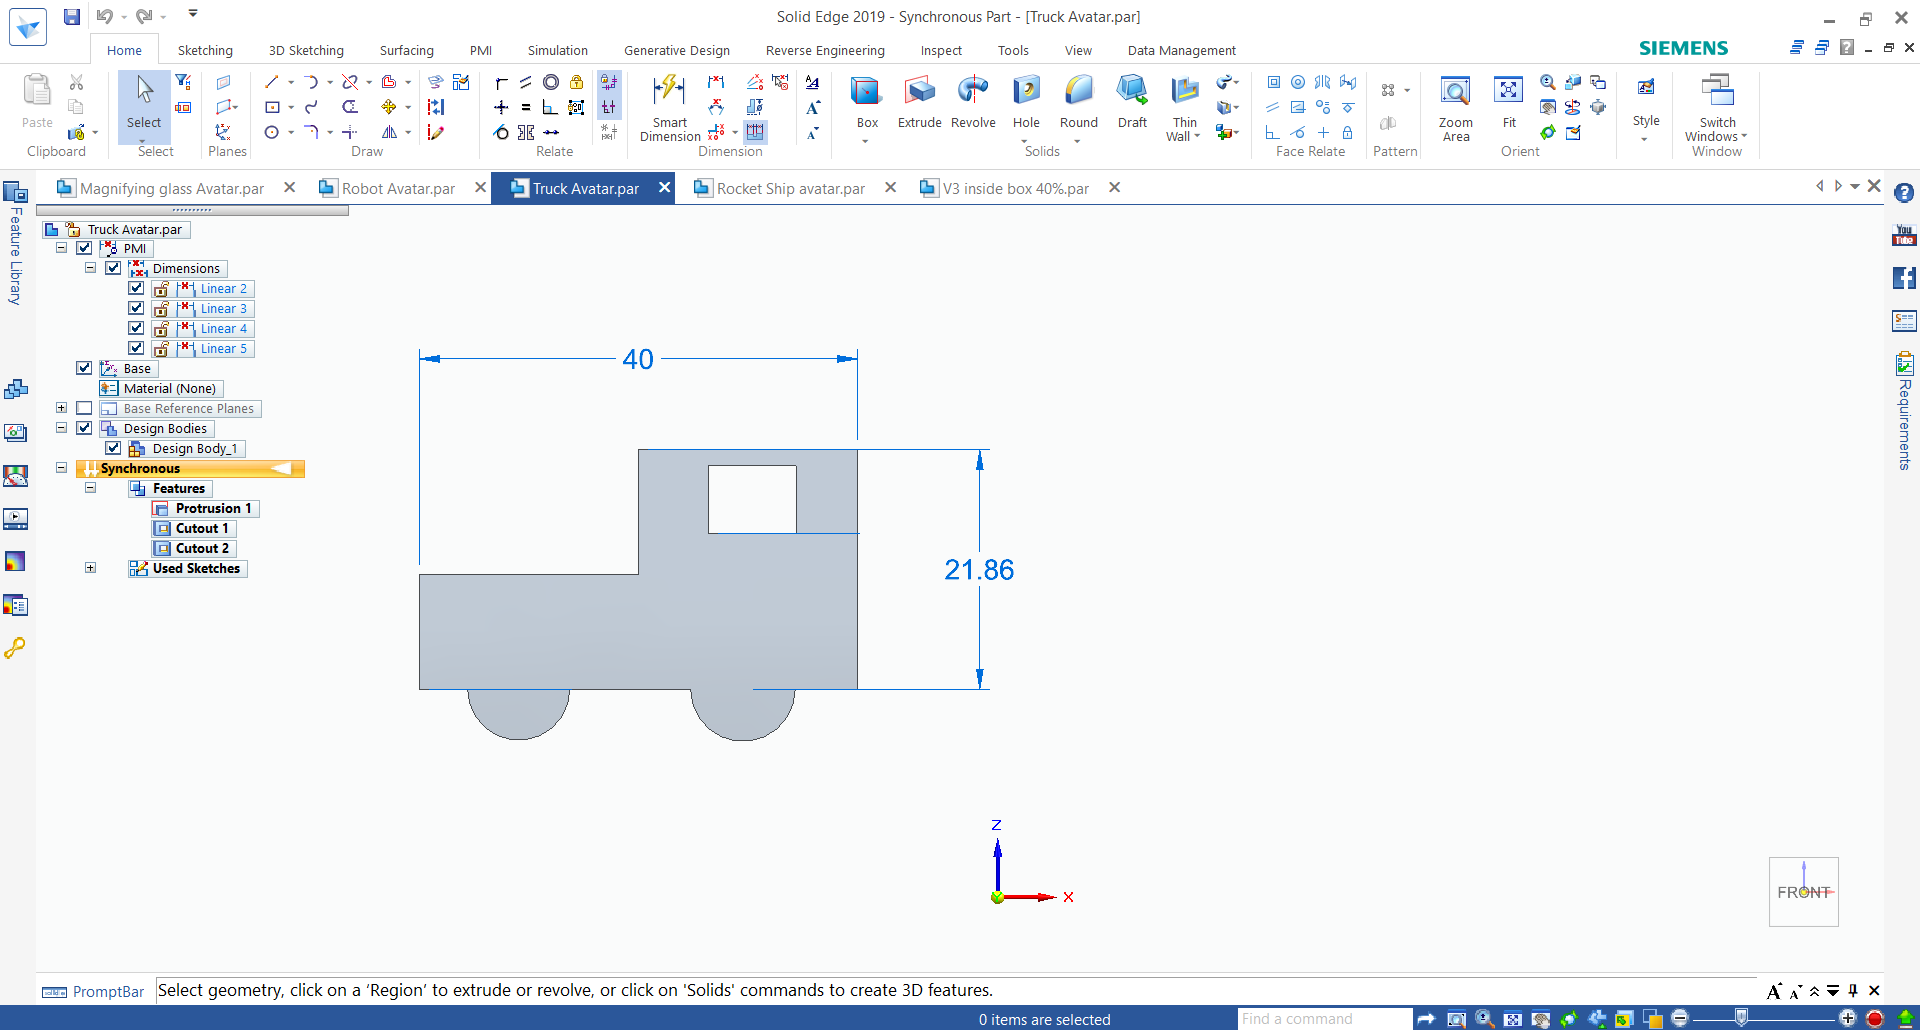 Solid Edge 2019 - Synchronous Part - [Truck Avatar.par]
Home Sketching 3D Sketching Surfacing PMI Simulation Generative Design Reverse Engineering Inspect Tools View Data Management
SIEMENS
Paste
Clipboard
Select
Select
Planes
Draw
Relate
Smart Dimension
Dimension
Box Extrude Revolve Hole Round Draft Thin Wall
Solids
Face Relate
Pattern
Zoom Area Fit
Orient
Style
Switch Windows
Window
Magnifying glass Avatar.par Robot Avatar.par Truck Avatar.par Rocket Ship avatar.par V3 inside box 40%.par
Feature Library
Truck Avatar.par
PMI
Dimensions
Linear 2
Linear 3
Linear 4
Linear 5
Base
Material (None)
Base Reference Planes
Design Bodies
Design Body_1
Synchronous
Features
Protrusion 1
Cutout 1
Cutout 2
Used Sketches
40
21.86
Z
X
FRONT
You
Tube
Requirements
PromptBar
Select geometry, click on a ‘Region’ to extrude or revolve, or click on 'Solids' commands to create 3D features.
0 items are selected
Find a command